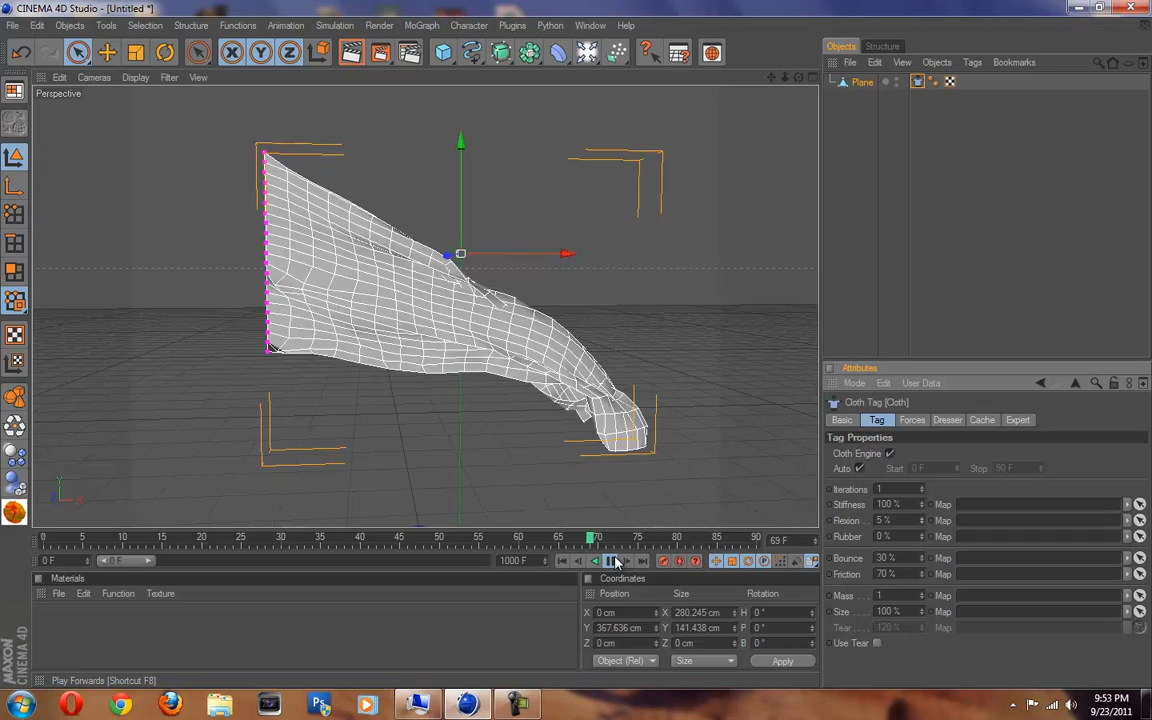 CINEMA 4D Studio - [Untitled *]
File Edit Objects Tools Selection Structure Functions Animation Render Simulation MoGraph Character Plugins Python Window Help
Edit Cameras Display Filter View
Perspective
Y
X
0 5 10 15 20 25 30 35 40 45 50 55 60 65 70 75 80 85 90 69 F
0 F 0 F 1000 F
Materials
File Edit Function Texture
Coordinates
Position Size Rotation
X 0 cm X 280.245 cm H 0 °
Y 367.636 cm Y 141.438 cm P 0 °
Z 0 cm Z 0 cm B 0 °
Object (Rel) Size Apply
Play Forwards [Shortcut F8]
MAXON CINEMA 4D
Objects Structure
File Edit View Objects Tags Bookmarks
Plane
Attributes
Mode Edit User Data
Cloth Tag [Cloth]
Basic Tag Forces Dresser Cache Expert
Tag Properties
Cloth Engine
Auto Start 0 F Stop 90 F
Iterations 1
Stiffness 100 % Map
Flexion 5 % Map
Rubber 0 % Map
Bounce 30 % Map
Friction 70 % Map
Mass 1 Map
Size 100 % Map
Tear 120 % Map
Use Tear
9:53 PM
9/23/2011